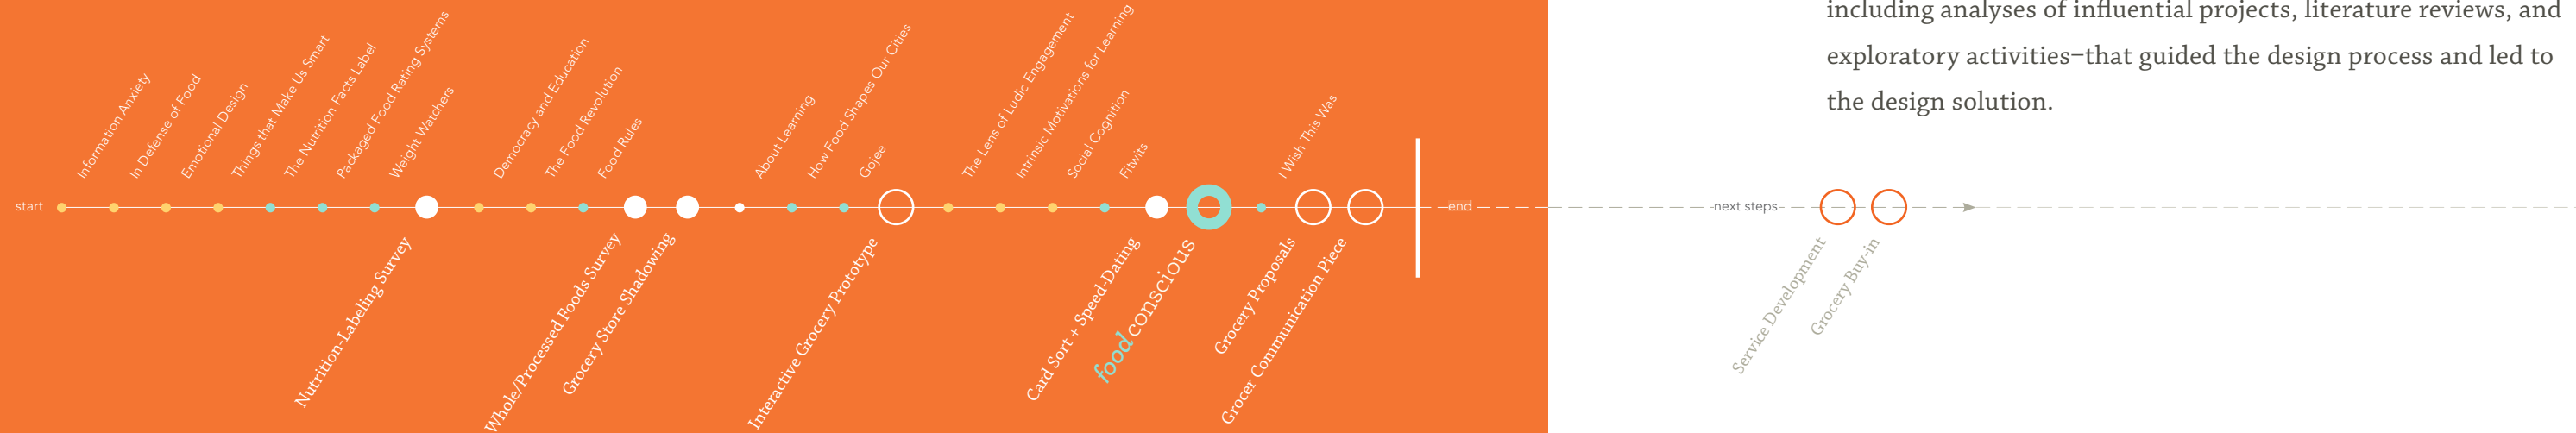 including analyses of influential projects, literature reviews, and
exploratory activities–that guided the design process and led to
the design solution.
start
Information Anxiety
In Defense of Food
Emotional Design
Things that Make Us Smart
The Nutrition Facts Label
Packaged Food Rating Systems
Weight Watchers
Democracy and Education
The Food Revolution
Food Rules
About Learning
How Food Shapes Our Cities
Gojee
The Lens of Ludic Engagement
Intrinsic Motivations for Learning
Social Cognition
Fitwits
I Wish This Was
end
next steps
Nutrition-Labeling Survey
Whole/Processed Foods Survey
Grocery Store Shadowing
Interactive Grocery Prototype
Card Sort + Speed-Dating
foodconscious
Grocery Proposals
Grocer Communication Piece
Service Development
Grocery Buy-in